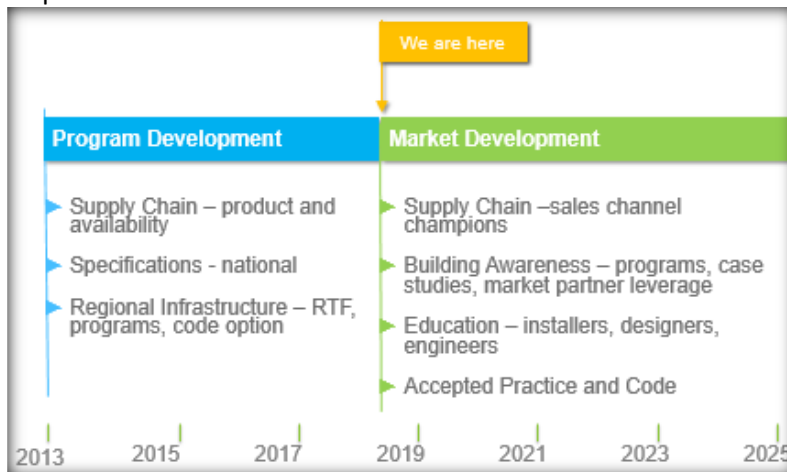 We are here
Program Development
Market Development
Supply Chain – product and
availability
Specifications - national
Regional Infrastructure – RTF,
programs, code option
Supply Chain –sales channel
champions
Building Awareness – programs, case
studies, market partner leverage
Education – installers, designers,
engineers
Accepted Practice and Code
2013
2015
2017
2019
2021
2023
2025